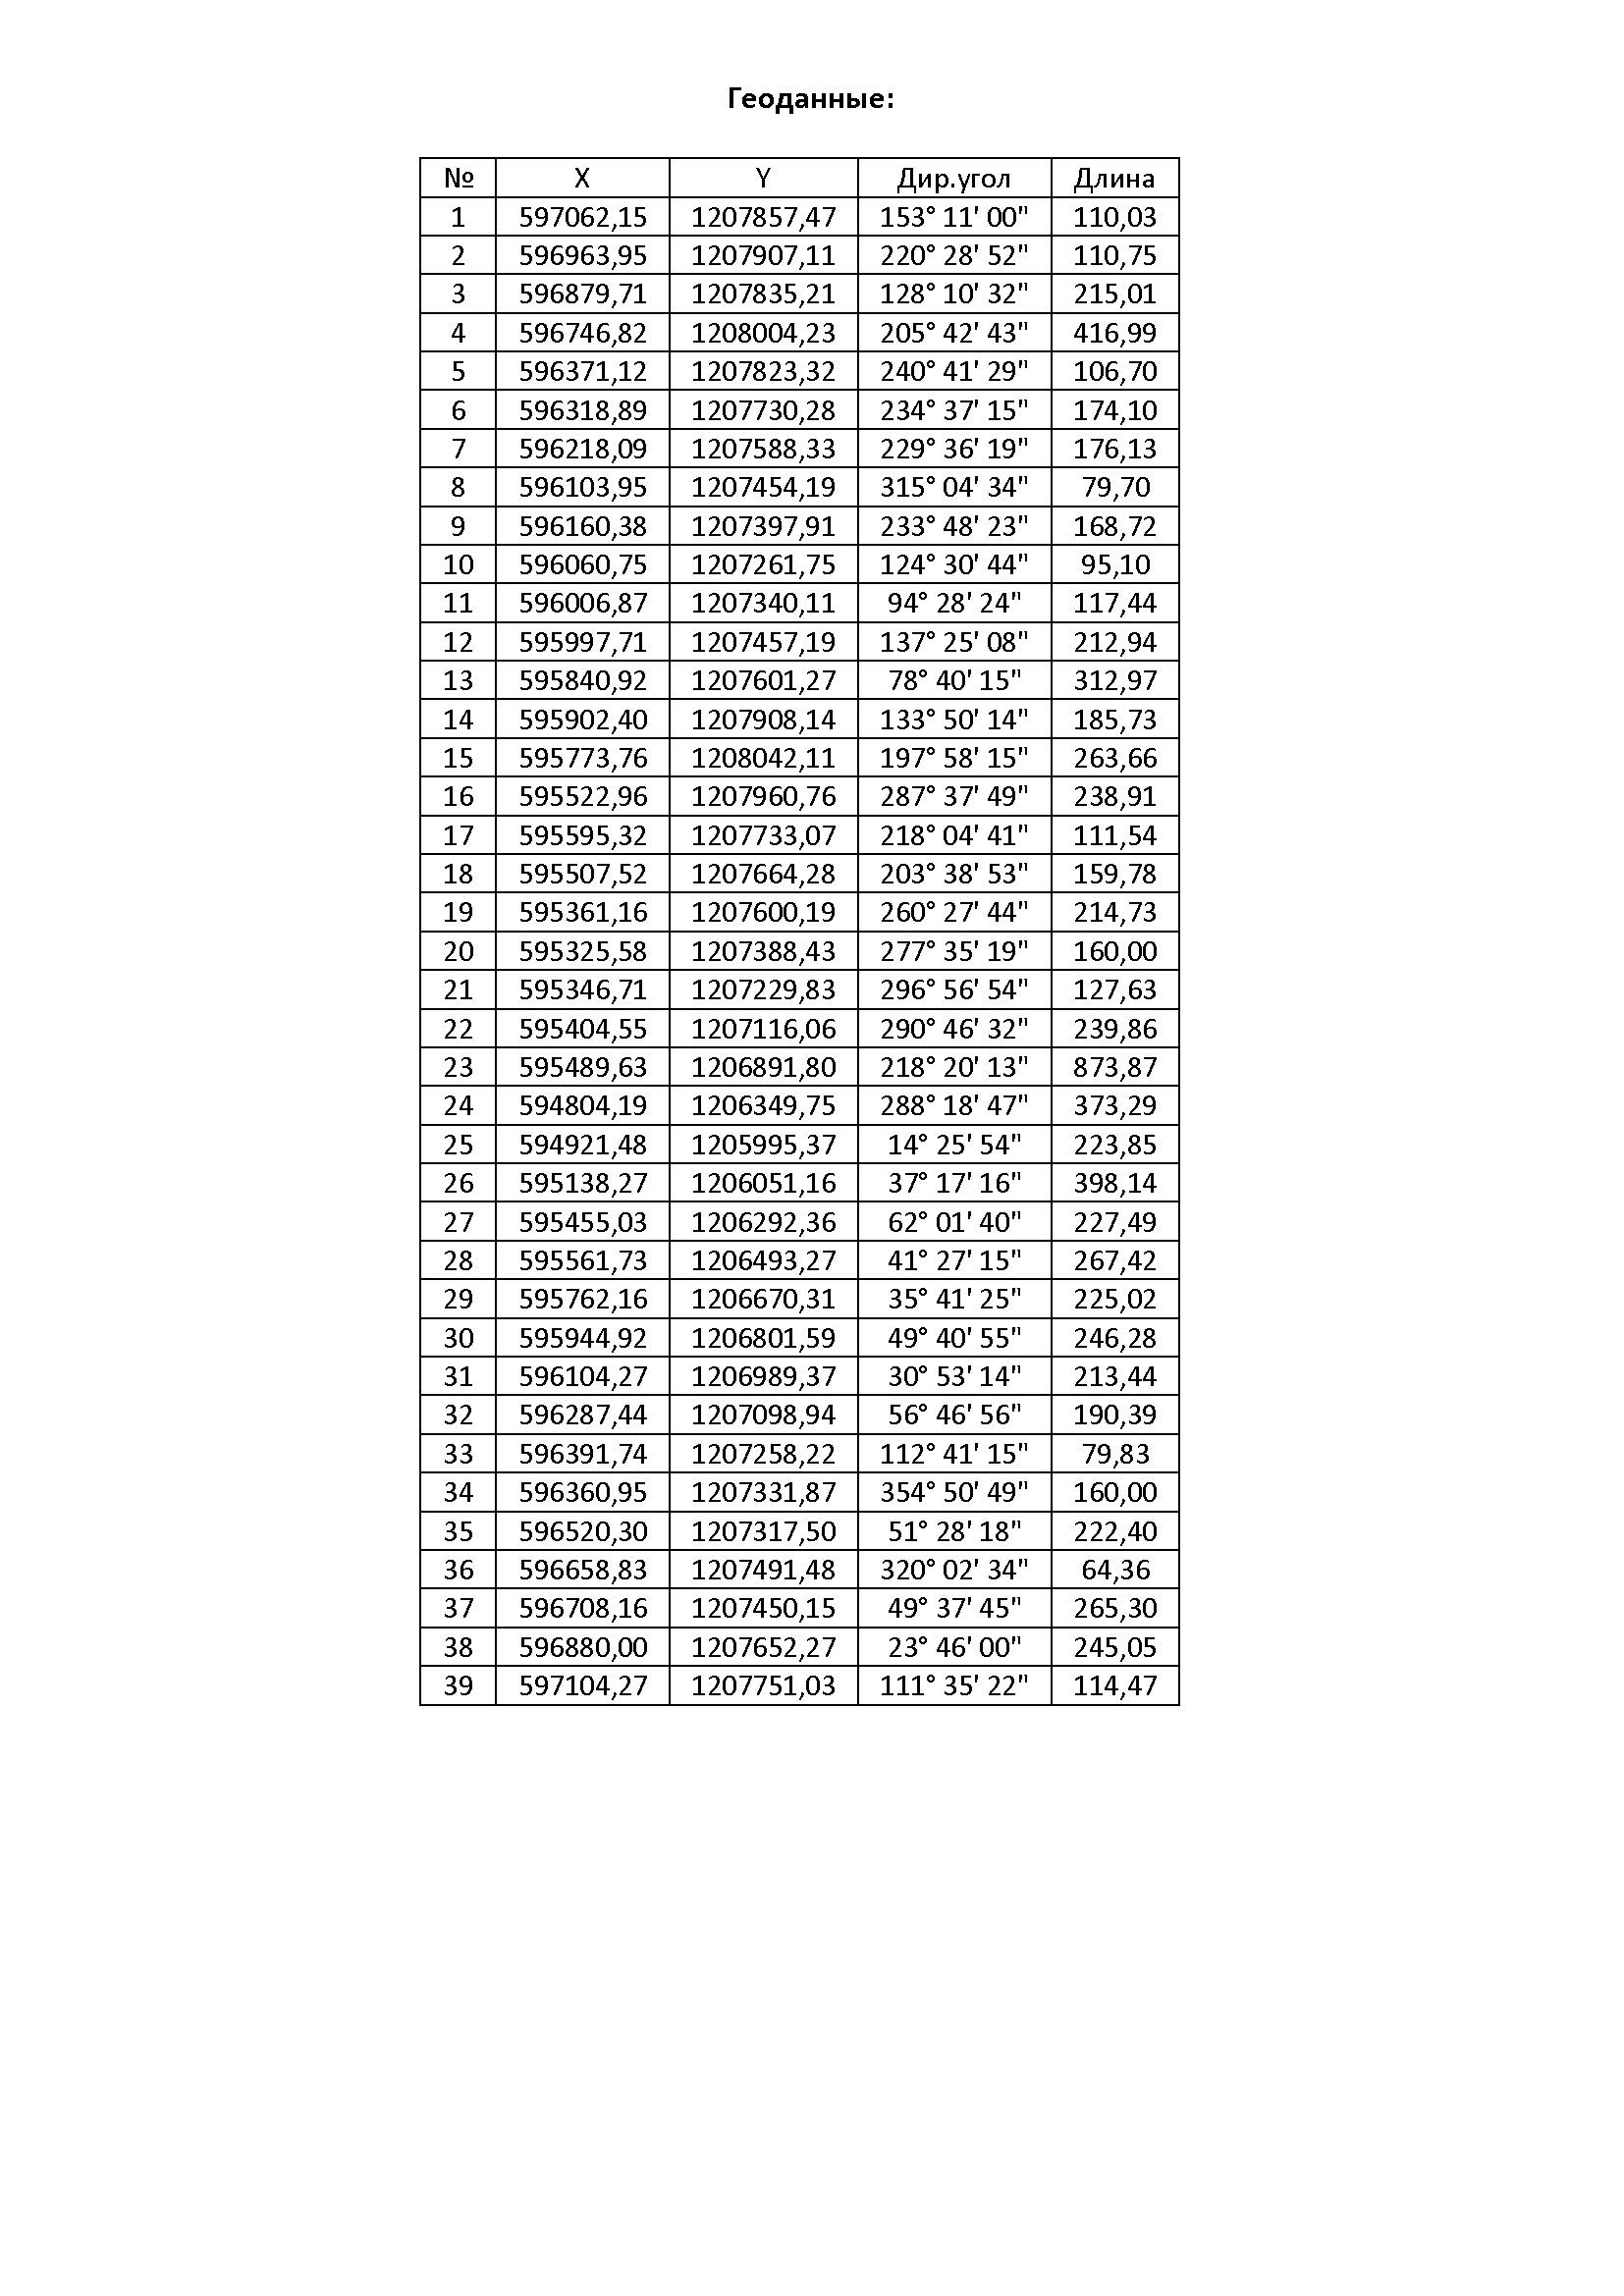 Геоданные:
№ X Y Дир.угол Длина
1 597062,15 1207857,47 153° 11' 00" 110,03
2 596963,95 1207907,11 220° 28' 52" 110,75
3 596879,71 1207835,21 128° 10' 32" 215,01
4 596746,82 1208004,23 205° 42' 43" 416,99
5 596371,12 1207823,32 240° 41' 29" 106,70
6 596318,89 1207730,28 234° 37' 15" 174,10
7 596218,09 1207588,33 229° 36' 19" 176,13
8 596103,95 1207454,19 315° 04' 34" 79,70
9 596160,38 1207397,91 233° 48' 23" 168,72
10 596060,75 1207261,75 124° 30' 44" 95,10
11 596006,87 1207340,11 94° 28' 24" 117,44
12 595997,71 1207457,19 137° 25' 08" 212,94
13 595840,92 1207601,27 78° 40' 15" 312,97
14 595902,40 1207908,14 133° 50' 14" 185,73
15 595773,76 1208042,11 197° 58' 15" 263,66
16 595522,96 1207960,76 287° 37' 49" 238,91
17 595595,32 1207733,07 218° 04' 41" 111,54
18 595507,52 1207664,28 203° 38' 53" 159,78
19 595361,16 1207600,19 260° 27' 44" 214,73
20 595325,58 1207388,43 277° 35' 19" 160,00
21 595346,71 1207229,83 296° 56' 54" 127,63
22 595404,55 1207116,06 290° 46' 32" 239,86
23 595489,63 1206891,80 218° 20' 13" 873,87
24 594804,19 1206349,75 288° 18' 47" 373,29
25 594921,48 1205995,37 14° 25' 54" 223,85
26 595138,27 1206051,16 37° 17' 16" 398,14
27 595455,03 1206292,36 62° 01' 40" 227,49
28 595561,73 1206493,27 41° 27' 15" 267,42
29 595762,16 1206670,31 35° 41' 25" 225,02
30 595944,92 1206801,59 49° 40' 55" 246,28
31 596104,27 1206989,37 30° 53' 14" 213,44
32 596287,44 1207098,94 56° 46' 56" 190,39
33 596391,74 1207258,22 112° 41' 15" 79,83
34 596360,95 1207331,87 354° 50' 49" 160,00
35 596520,30 1207317,50 51° 28' 18" 222,40
36 596658,83 1207491,48 320° 02' 34" 64,36
37 596708,16 1207450,15 49° 37' 45" 265,30
38 596880,00 1207652,27 23° 46' 00" 245,05
39 597104,27 1207751,03 111° 35' 22" 114,47